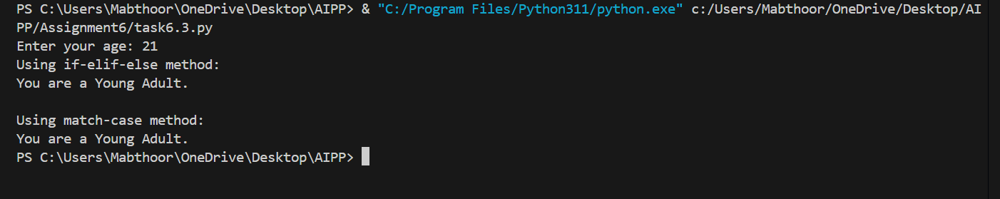 PS C:\Users\Mabthoor\OneDrive\Desktop\AIPP> & "C:/Program Files/Python311/python.exe" c:/Users/Mabthoor/OneDrive/Desktop/AI
PP/Assignment6/task6.3.py
Enter your age: 21
Using if-elif-else method:
You are a Young Adult.

Using match-case method:
You are a Young Adult.
PS C:\Users\Mabthoor\OneDrive\Desktop\AIPP>